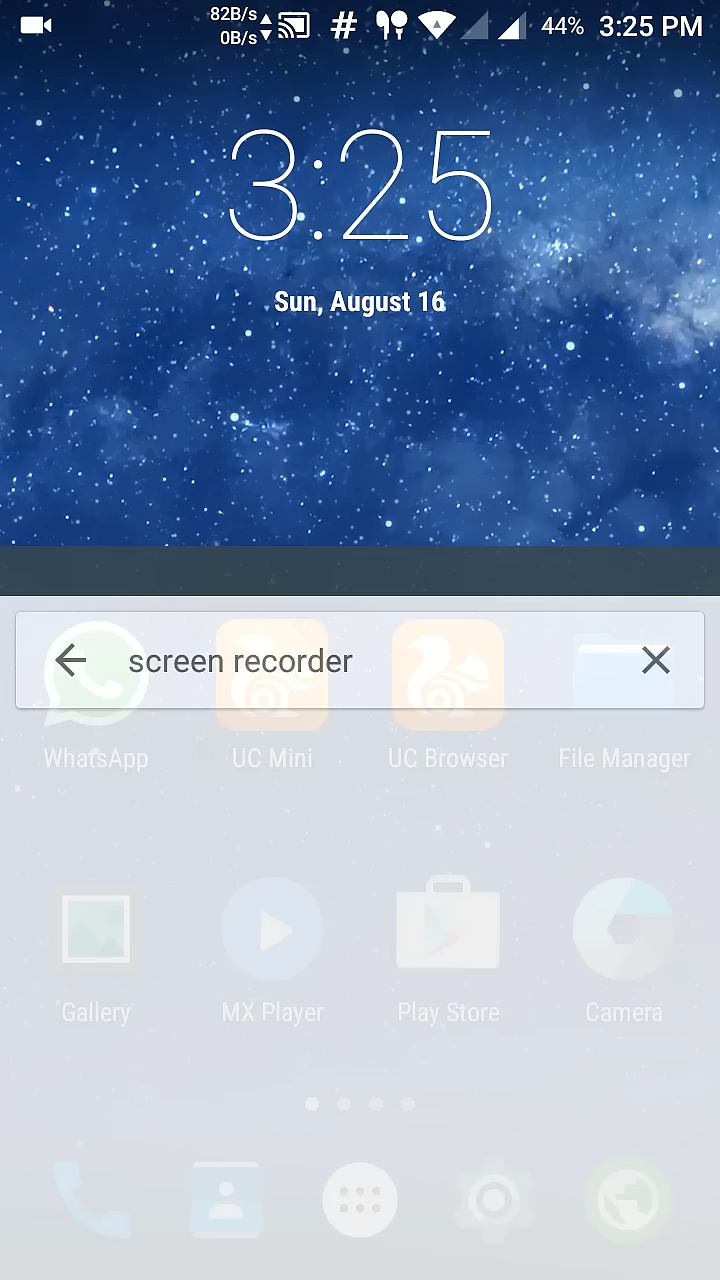 82B/s
0B/s
# 44% 3:25 PM
3:25
Sun, August 16
screen recorder
WhatsApp UC Mini UC Browser File Manager
Gallery MX Player Play Store Camera